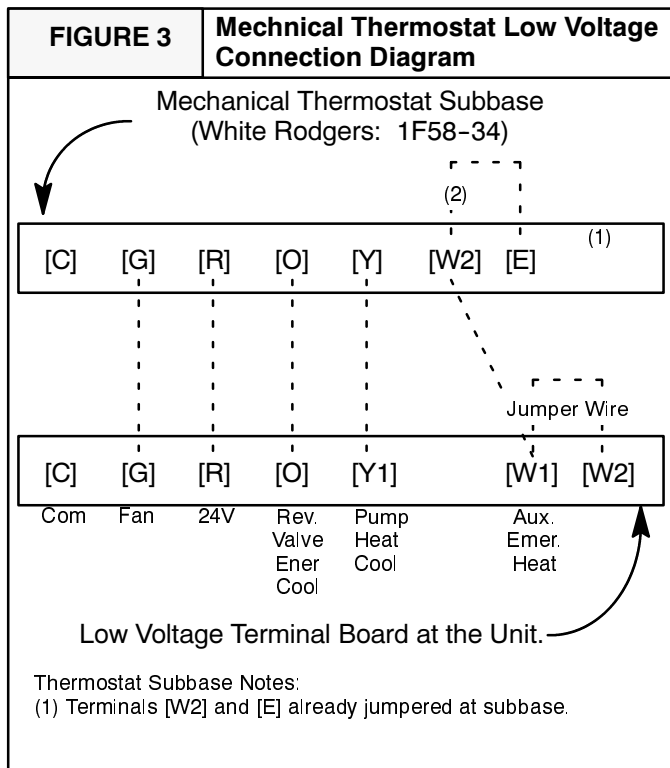 FIGURE 3
Mechnical Thermostat Low Voltage
Connection Diagram
Mechanical Thermostat Subbase
(White Rodgers: 1F58-34)
(2)
(1)
[C] [G] [R] [O] [Y] [W2] [E]
Jumper Wire
[C] [G] [R] [O] [Y1] [W1] [W2]
Com Fan 24V Rev. Pump Aux.
Valve Heat Emer.
Ener Cool Heat
Cool
Low Voltage Terminal Board at the Unit.
Thermostat Subbase Notes:
(1) Terminals [W2] and [E] already jumpered at subbase.